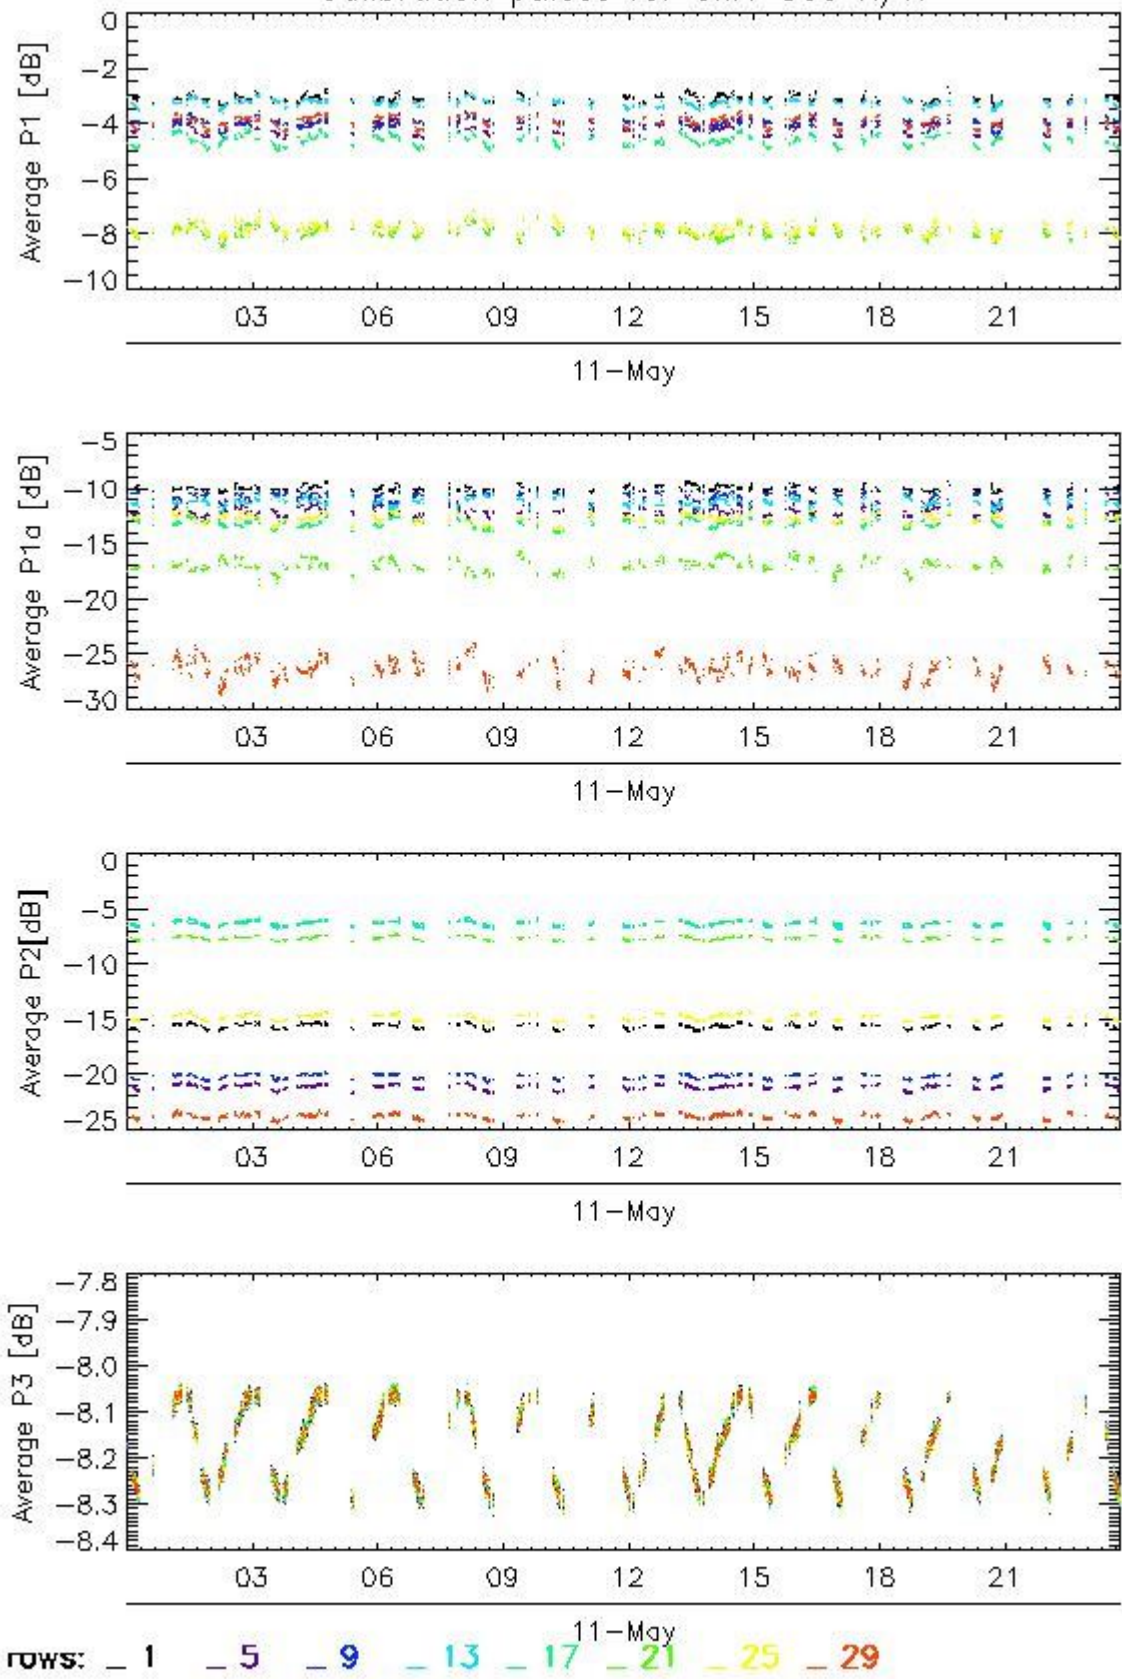 0
−2
−4
−6
−8
−10
Average P1 [dB]
03 06 09 12 15 18 21
11−May
−5
−10
−15
−20
−25
−30
Average P1a [dB]
03 06 09 12 15 18 21
11−May
0
−5
−10
−15
−20
−25
Average P2[dB]
03 06 09 12 15 18 21
11−May
−7.8
−7.9
−8.0
−8.1
−8.2
−8.3
−8.4
Average P3 [dB]
03 06 09 12 15 18 21
11−May
rows: _ 1 _ 5 _ 9 _ 13 _ 17 _ 21 _ 25 _ 29